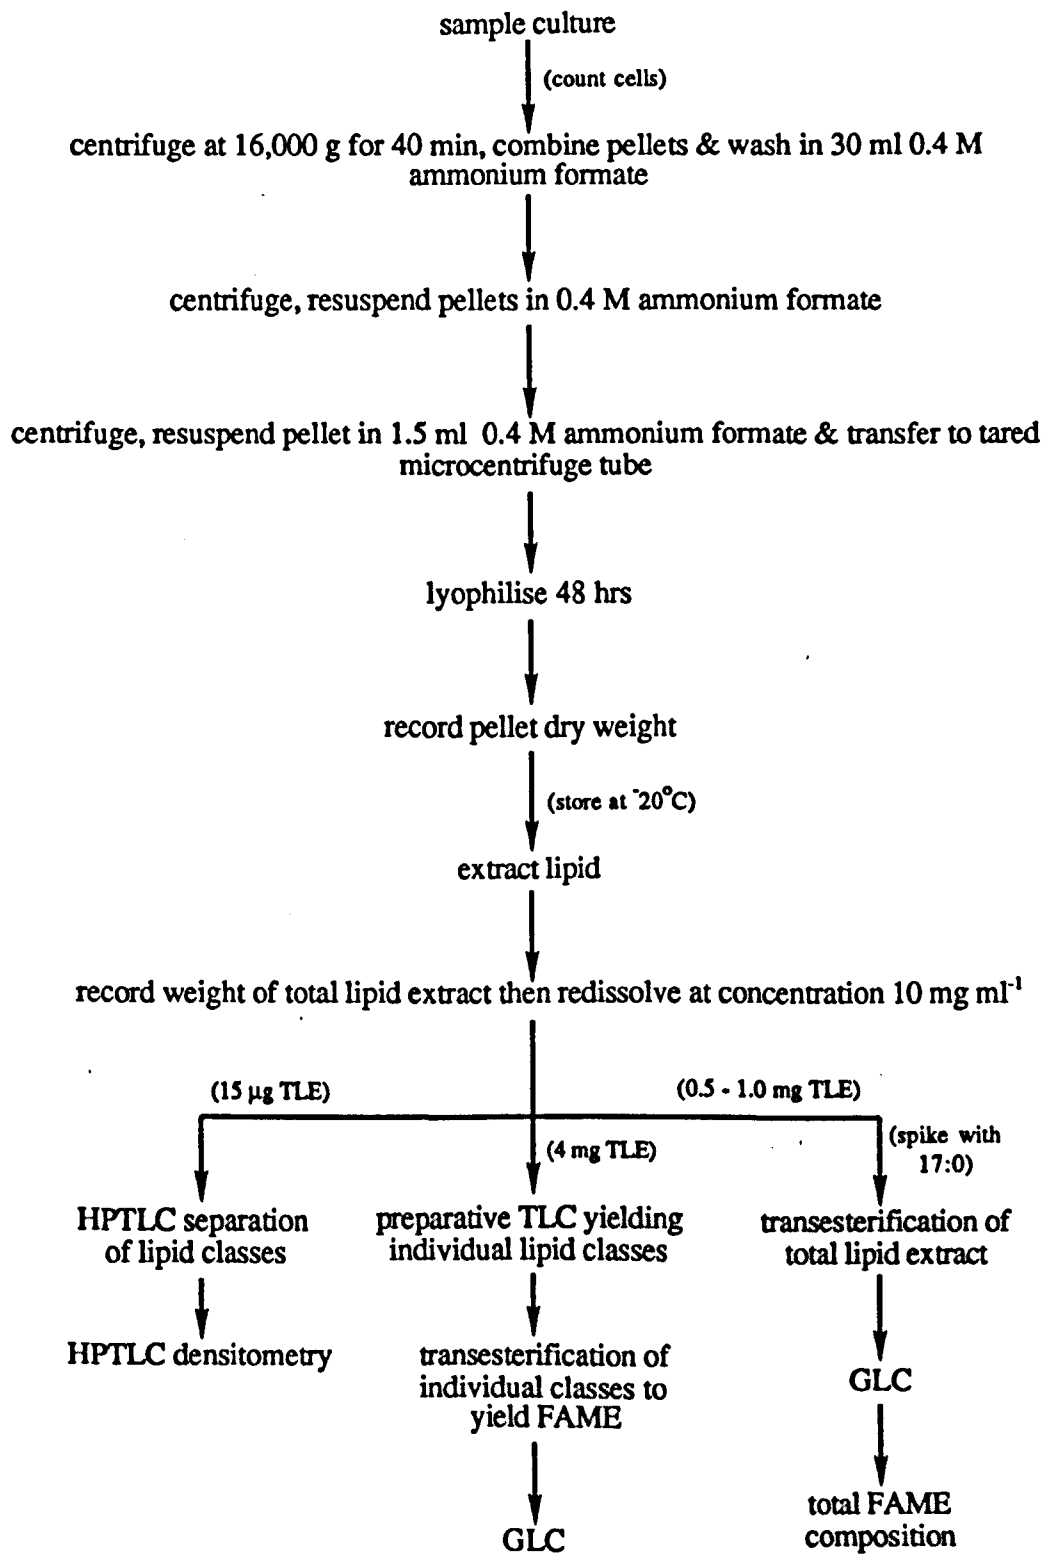 sample culture
(count cells)
centrifuge at 16,000 g for 40 min, combine pellets & wash in 30 ml 0.4 M
ammonium formate
centrifuge, resuspend pellets in 0.4 M ammonium formate
centrifuge, resuspend pellet in 1.5 ml 0.4 M ammonium formate & transfer to tared
microcentrifuge tube
lyophilise 48 hrs
record pellet dry weight
(store at ⁻20°C)
extract lipid
record weight of total lipid extract then redissolve at concentration 10 mg ml⁻¹
(15 µg TLE)
(0.5 - 1.0 mg TLE)
(4 mg TLE)
(spike with
17:0)
HPTLC separation
of lipid classes
HPTLC densitometry
preparative TLC yielding
individual lipid classes
transesterification of
individual classes to
yield FAME
GLC
transesterification of
total lipid extract
GLC
total FAME
composition